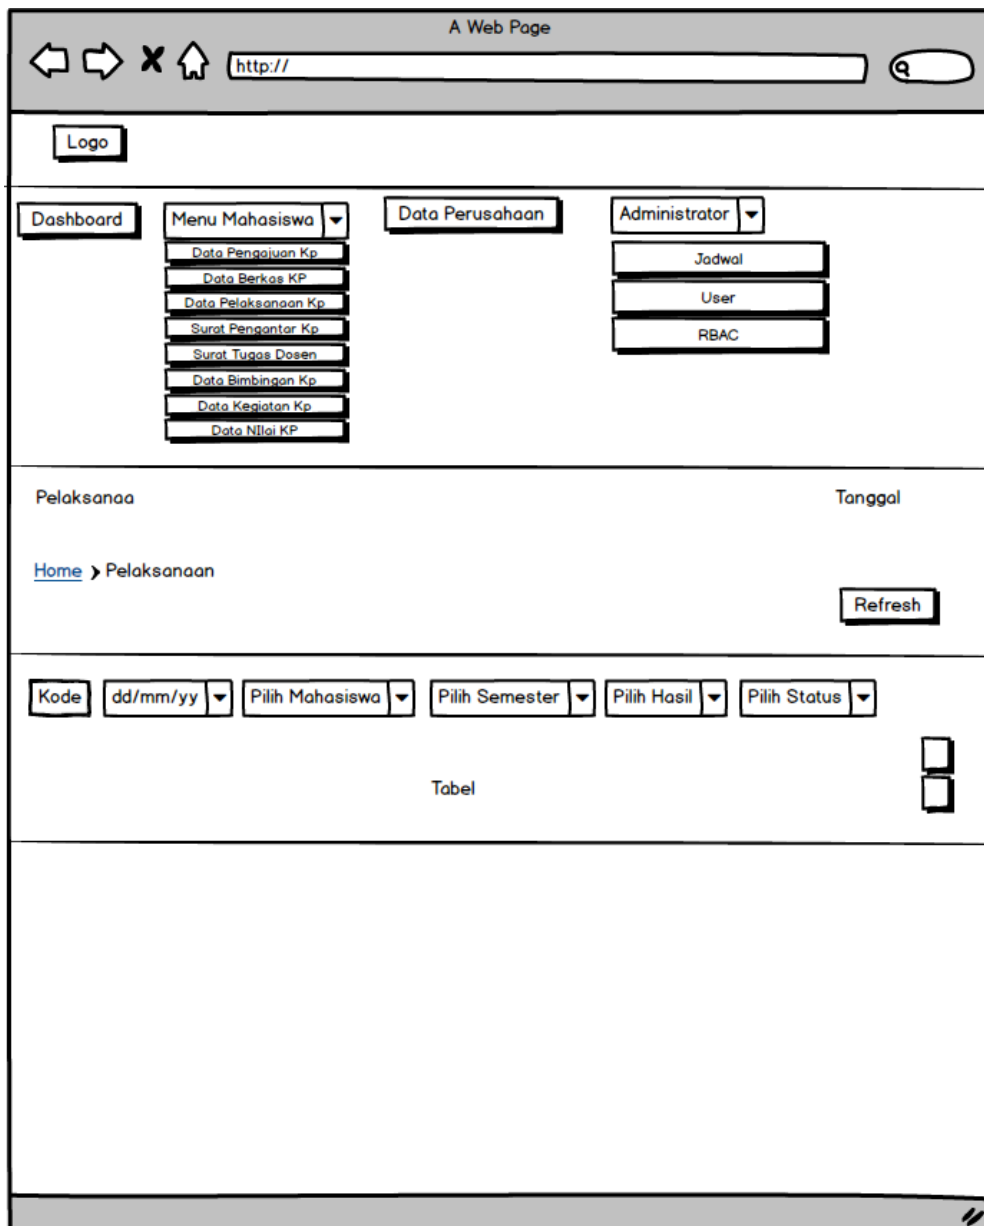 A Web Page
http://
Logo
Dashboard
Menu Mahasiswa
Data Perusahaan
Administrator
Data Pengajuan Kp
Data Berkas KP
Data Pelaksanaan Kp
Surat Pengantar Kp
Surat Tugas Dosen
Data Bimbingan Kp
Data Kegiatan Kp
Data NIlai KP
Jadwal
User
RBAC
Pelaksanaa
Tanggal
Home > Pelaksanaan
Refresh
Kode
dd/mm/yy
Pilih Mahasiswa
Pilih Semester
Pilih Hasil
Pilih Status
Tabel